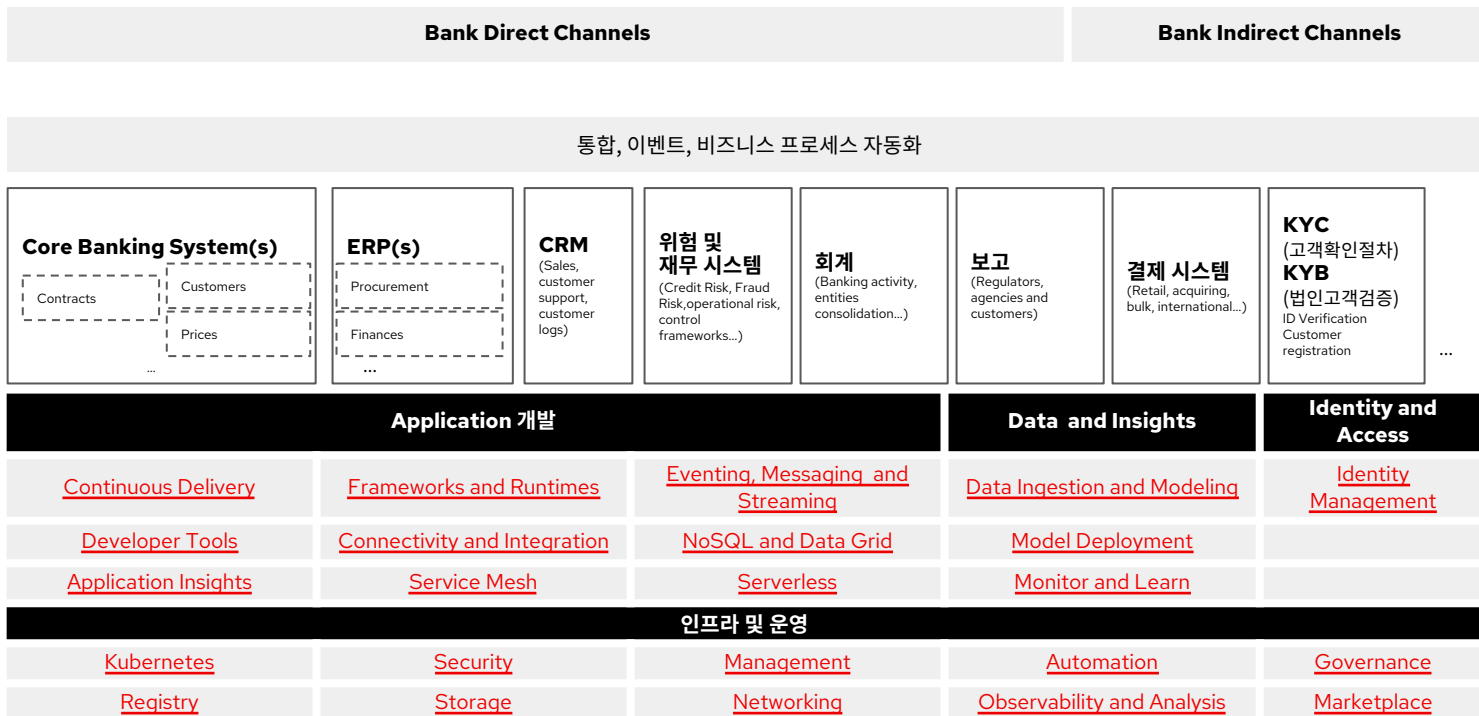 Bank Direct Channels
Bank Indirect Channels
통합, 이벤트, 비즈니스 프로세스 자동화
Core Banking System(s)
Contracts
Customers
Prices
...
ERP(s)
Procurement
Finances
...
CRM
(Sales,
customer
support,
customer
logs)
위험 및
재무 시스템
(Credit Risk, Fraud
Risk,operational risk,
control
frameworks...)
회계
(Banking activity,
entities
consolidation...)
보고
(Regulators,
agencies and
customers)
결제 시스템
(Retail, acquiring,
bulk, international...)
KYC
(고객확인절차)
KYB
(법인고객검증)
ID Verification
Customer
registration
...
Application 개발
Data and Insights
Identity and
Access
Continuous Delivery
Frameworks and Runtimes
Eventing, Messaging and
Streaming
Data Ingestion and Modeling
Identity
Management
Developer Tools
Connectivity and Integration
NoSQL and Data Grid
Model Deployment
Application Insights
Service Mesh
Serverless
Monitor and Learn
인프라 및 운영
Kubernetes
Security
Management
Automation
Governance
Registry
Storage
Networking
Observability and Analysis
Marketplace